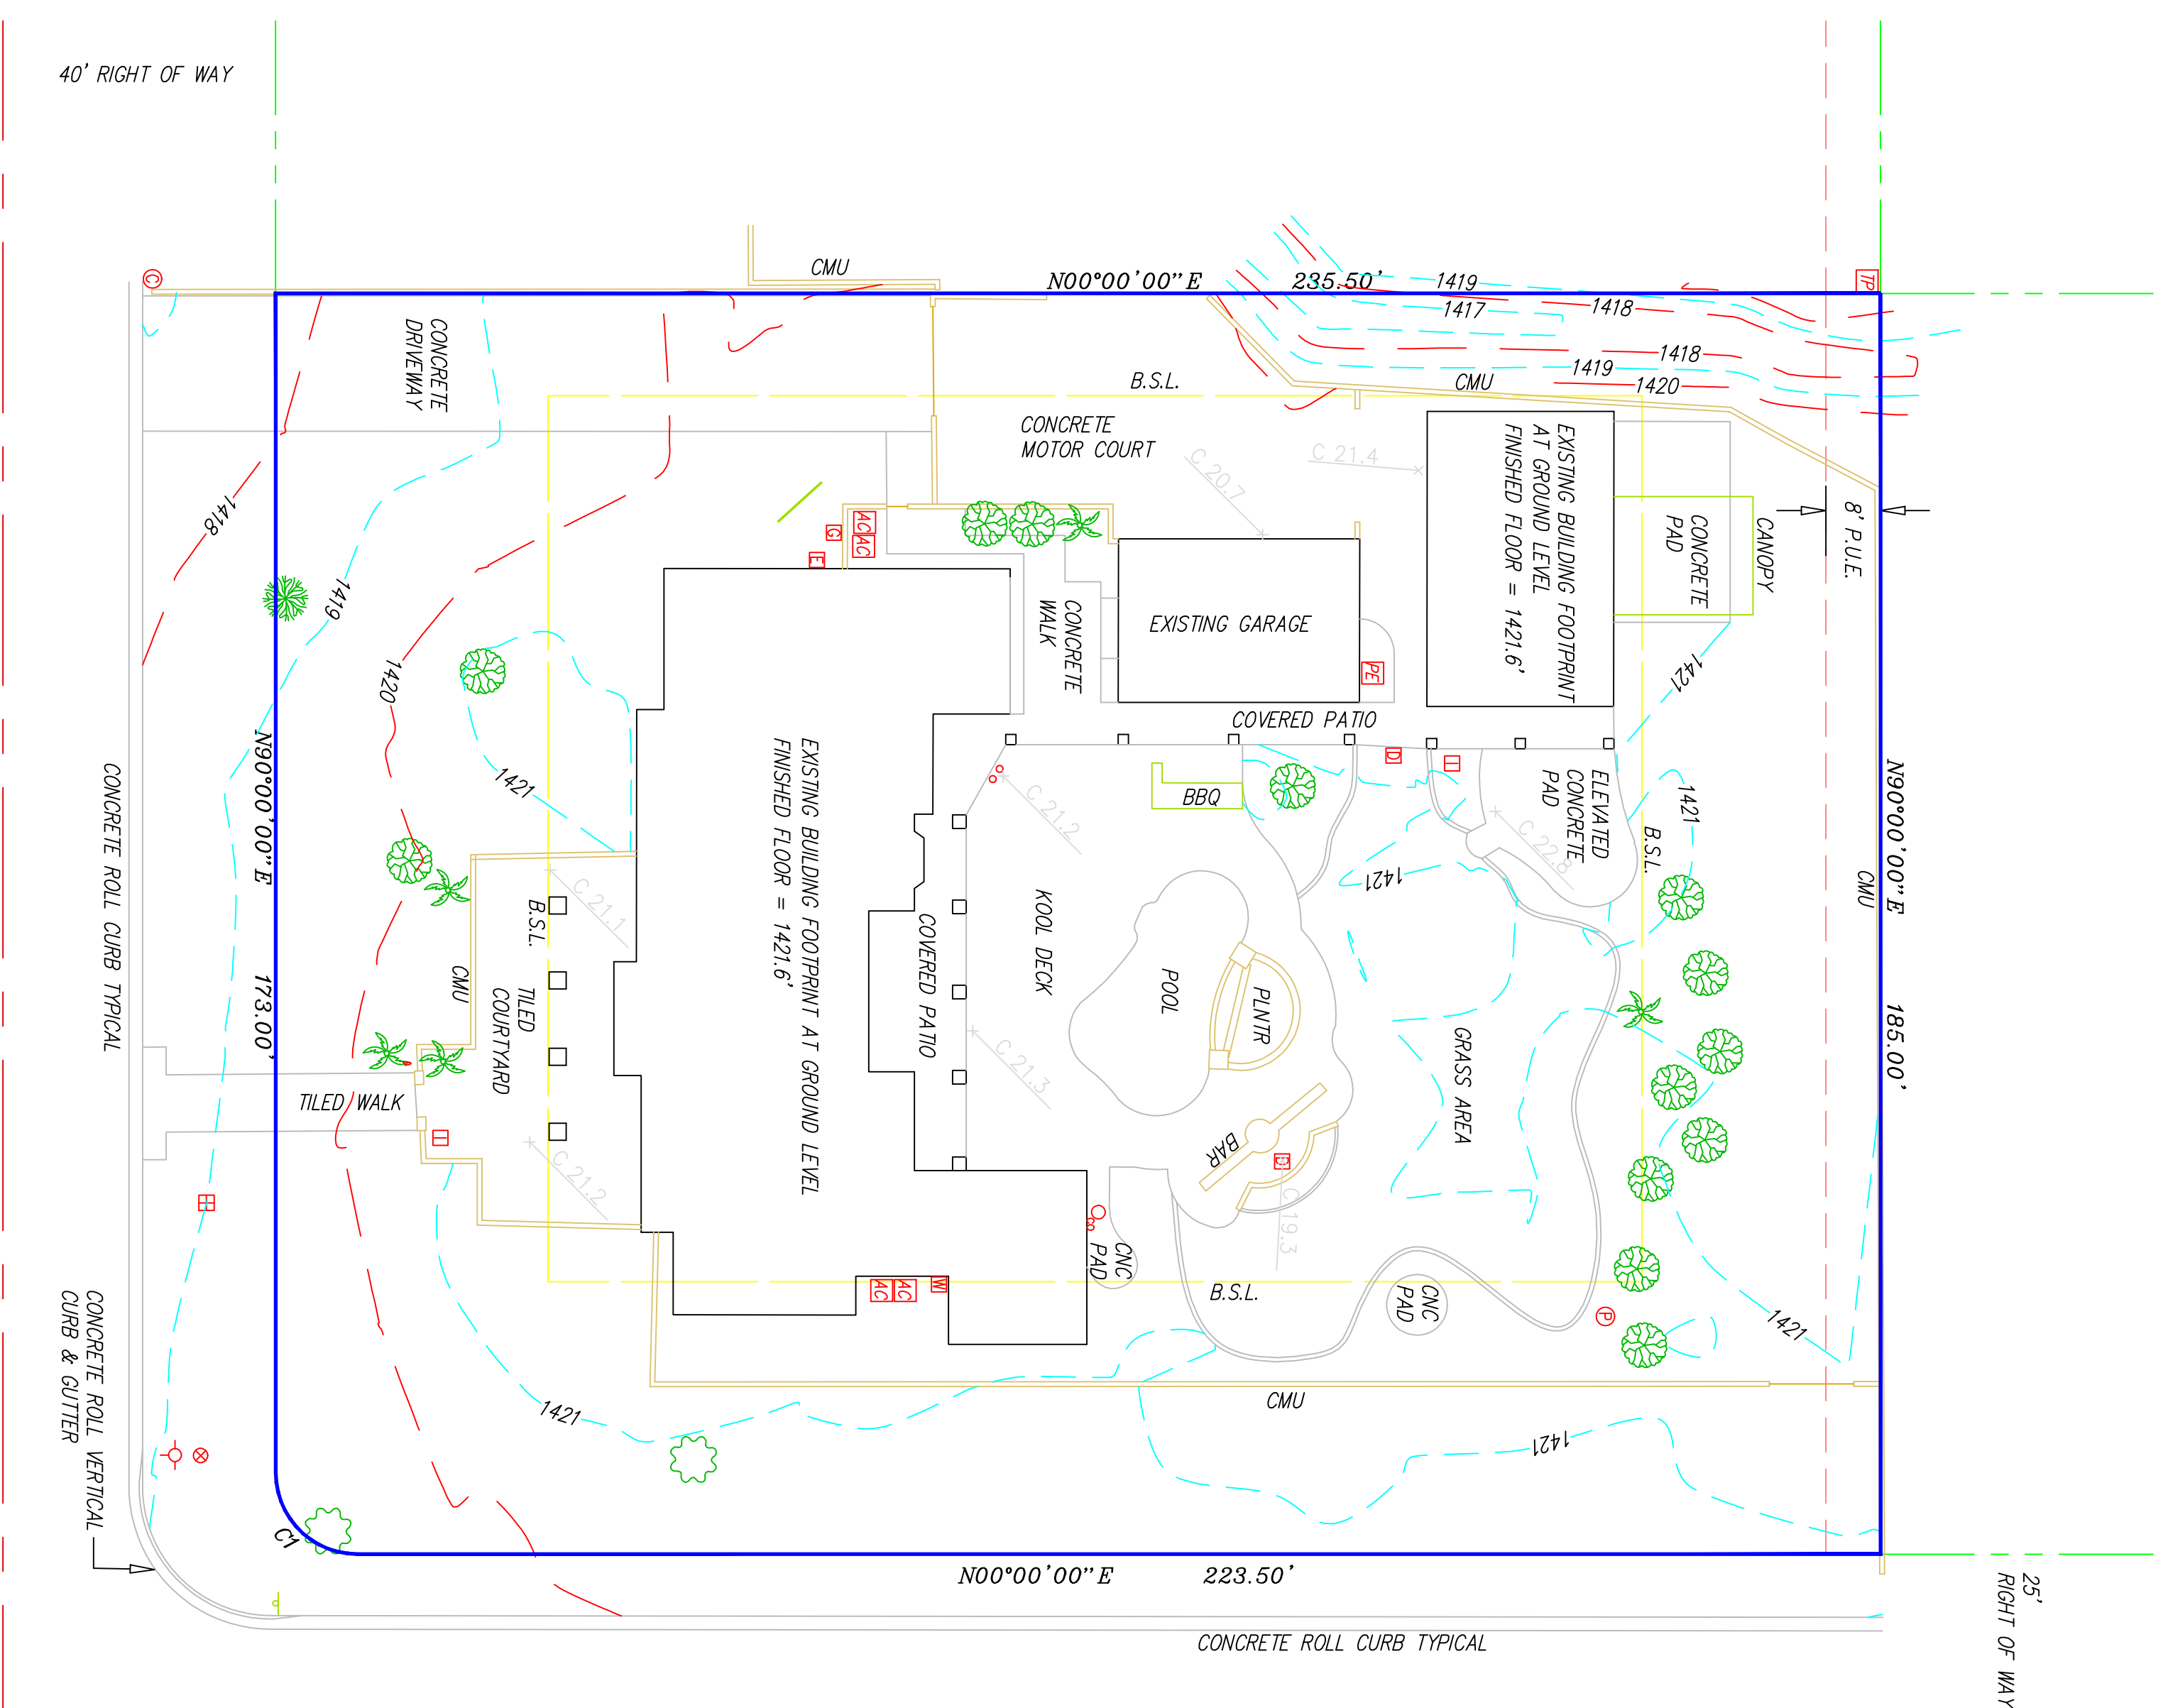 40' RIGHT OF WAY
C
CMU
N00°00'00"E 235.50'
1419
1417
1418
TP
CONCRETE
DRIVEWAY
1418
1419
1420
CMU
B.S.L.
CONCRETE
MOTOR COURT
C 20.7
C 21.4
EXISTING BUILDING FOOTPRINT
AT GROUND LEVEL
FINISHED FLOOR = 1421.6'
CONCRETE
PAD
CANOPY
8' P.U.E.
1418
1419
1420
G
AC
AC
E
CONCRETE
WALK
EXISTING GARAGE
PE
1421
COVERED PATIO
N90°00'00"E 173.00'
1421
EXISTING BUILDING FOOTPRINT AT GROUND LEVEL
FINISHED FLOOR = 1421.6'
C 21.2
BBQ
D
I
ELEVATED
CONCRETE
PAD
C 22.8
B.S.L.
1421
N90°00'00"E 185.00'
CMU
CONCRETE ROLL CURB TYPICAL
C 21.1
B.S.L.
CMU
TILED
COURTYARD
COVERED PATIO
KOOL DECK
C 21.3
POOL
PLNTR
1421
GRASS AREA
TILED WALK
I
C 21.2
BAR
C 19.3
CNC
PAD
AC
AC
W
B.S.L.
CNC
PAD
P
1421
CONCRETE ROLL VERTICAL
CURB & GUTTER
1421
CMU
1421
C1
N00°00'00"E 223.50'
CONCRETE ROLL CURB TYPICAL
25'
RIGHT OF WAY